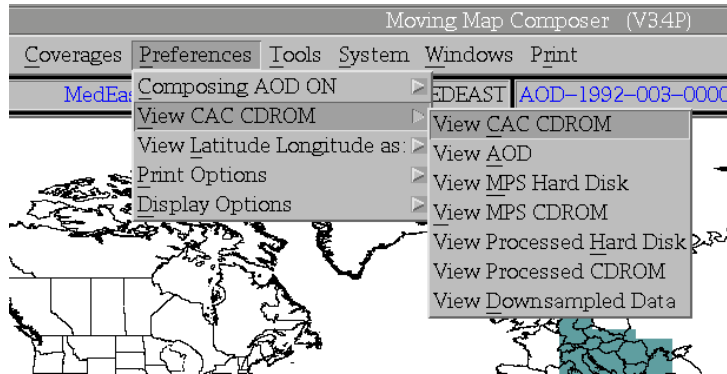 Moving Map Composer (V3.4P)
Coverages Preferences Tools System Windows Print
MedEas EDEAST AOD-1992-003-0000
Composing AOD ON
View CAC CDROM
View Latitude Longitude as:
Print Options
Display Options
View CAC CDROM
View AOD
View MPS Hard Disk
View MPS CDROM
View Processed Hard Disk
View Processed CDROM
View Downsampled Data